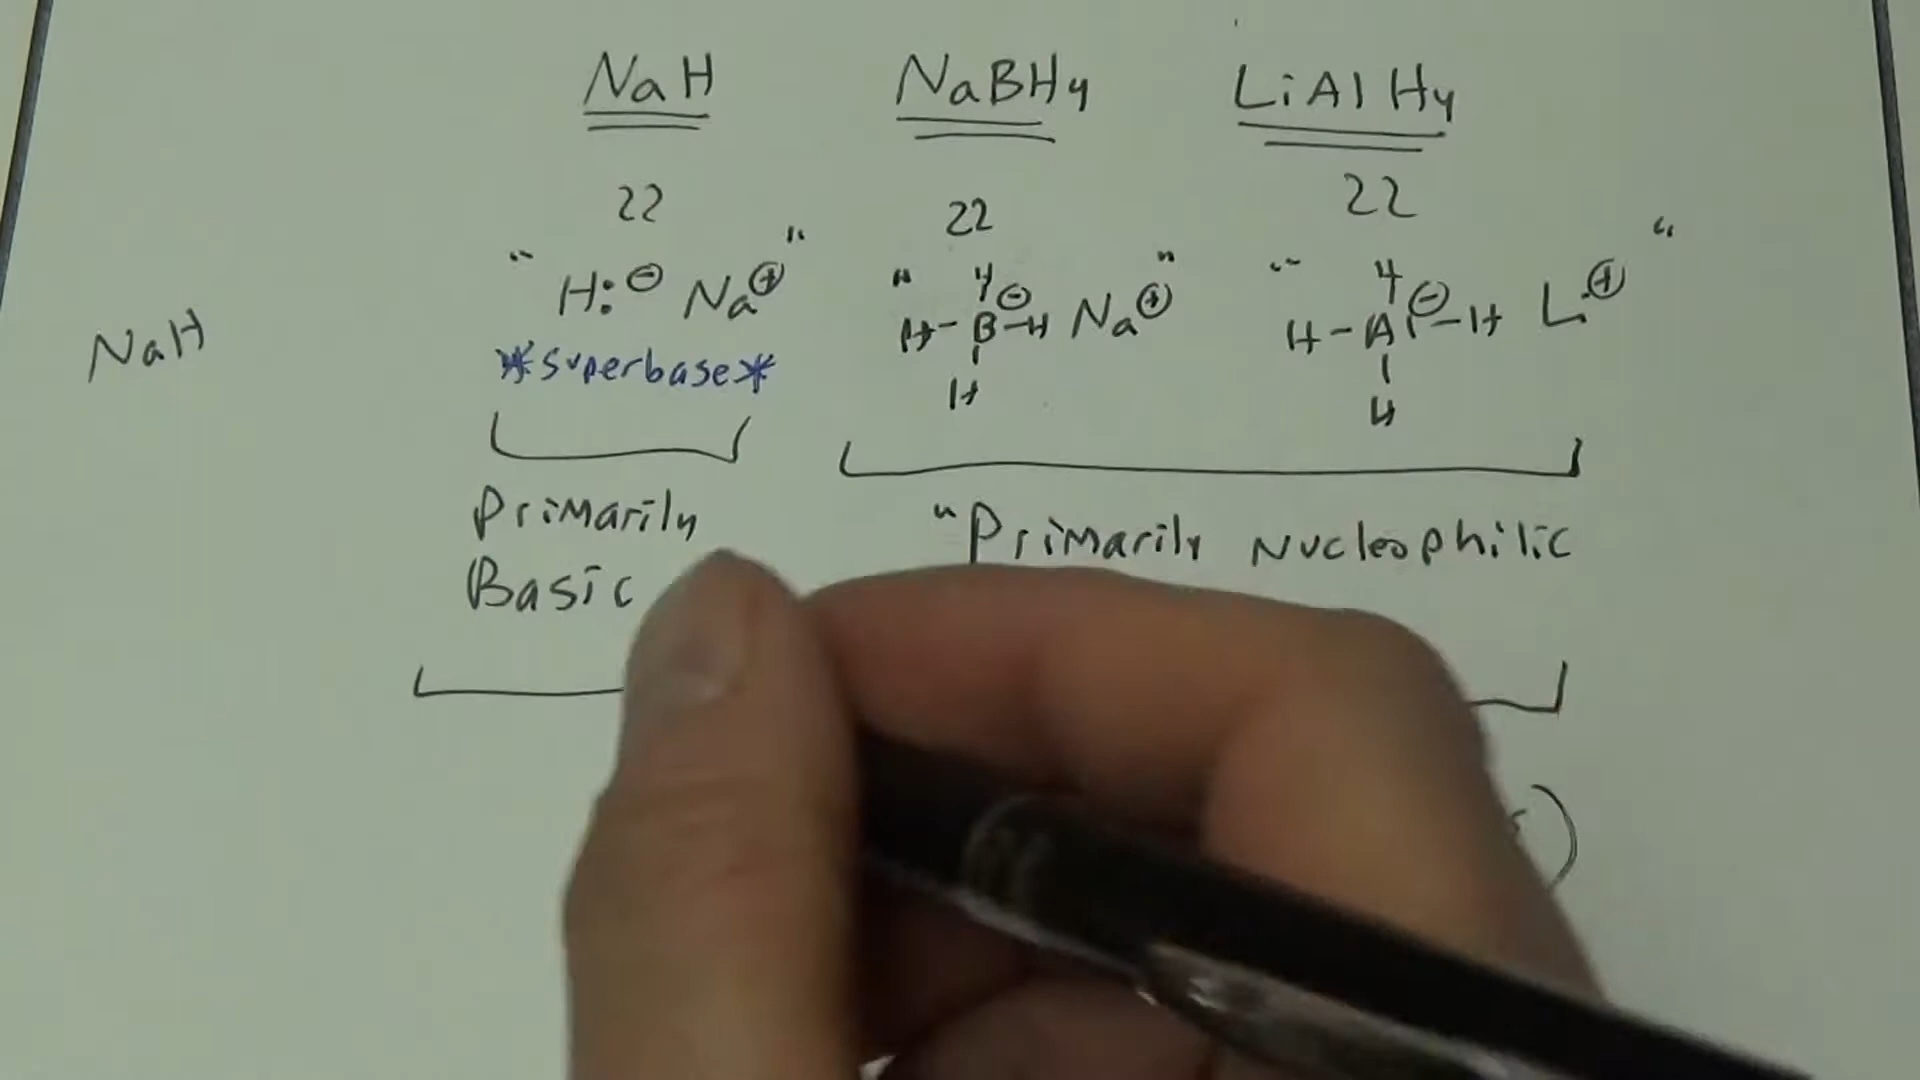 NaH NaBH4 LiAlH4
22 22 22
" H:⊖ Na⊕ " " H ⊖ " " H ⊖ Li⊕ "
H-B-H Na⊕ H-Al-H
H H
NaH
*superbase*
Primarily "Primarily Nucleophilic
Basic